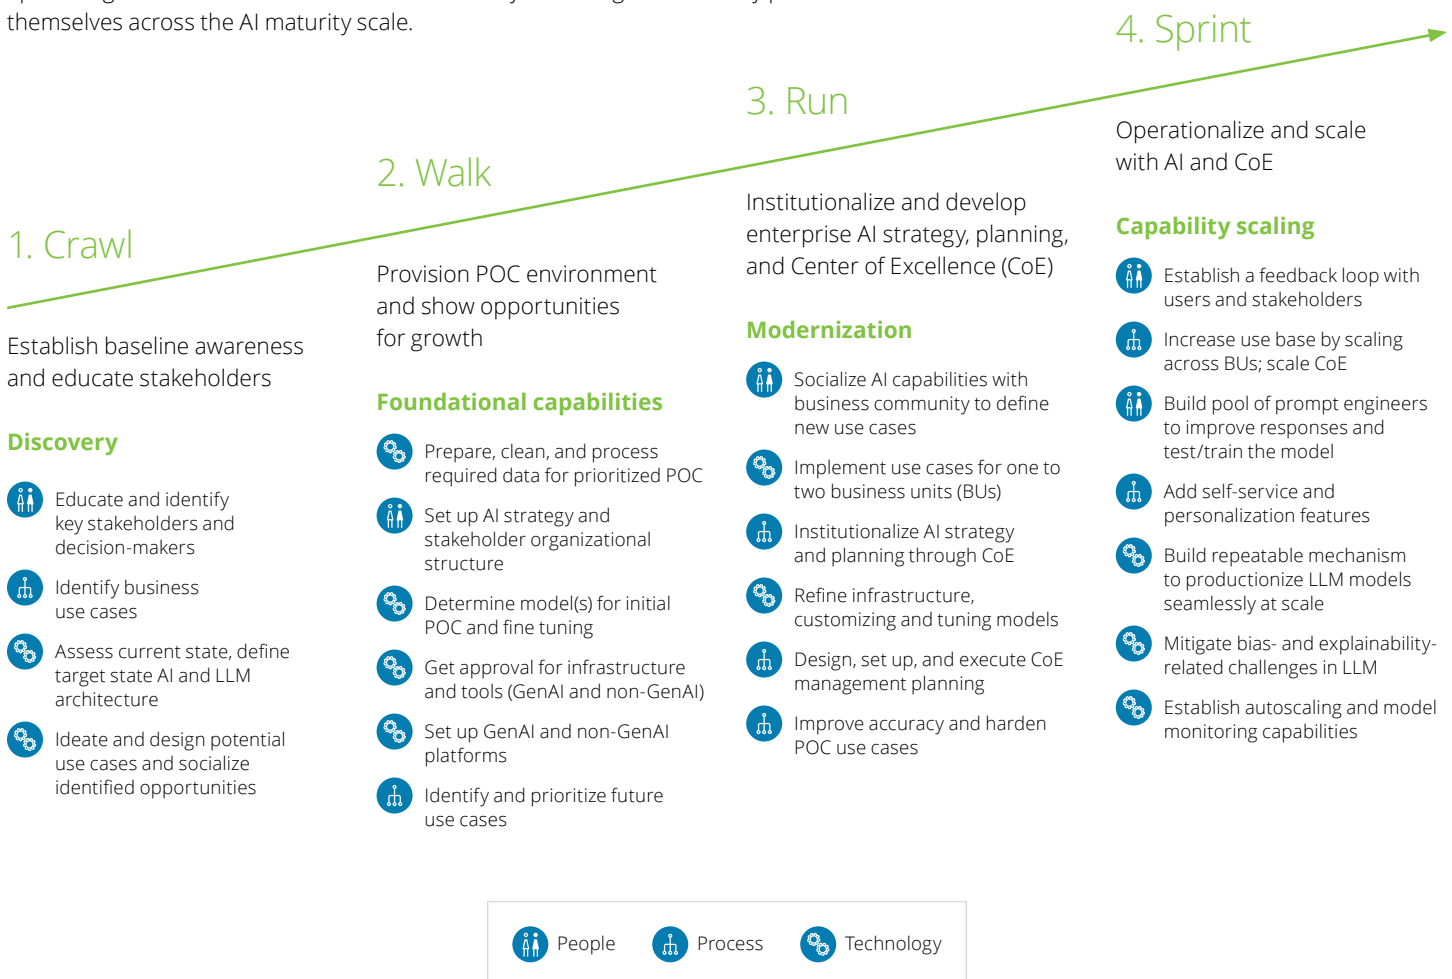 themselves across the AI maturity scale.
1. Crawl
Establish baseline awareness
and educate stakeholders
Discovery
Educate and identify
key stakeholders and
decision-makers
Identify business
use cases
Assess current state, define
target state AI and LLM
architecture
Ideate and design potential
use cases and socialize
identified opportunities
2. Walk
Provision POC environment
and show opportunities
for growth
Foundational capabilities
Prepare, clean, and process
required data for prioritized POC
Set up AI strategy and
stakeholder organizational
structure
Determine model(s) for initial
POC and fine tuning
Get approval for infrastructure
and tools (GenAI and non-GenAI)
Set up GenAI and non-GenAI
platforms
Identify and prioritize future
use cases
3. Run
Institutionalize and develop
enterprise AI strategy, planning,
and Center of Excellence (CoE)
Modernization
Socialize AI capabilities with
business community to define
new use cases
Implement use cases for one to
two business units (BUs)
Institutionalize AI strategy
and planning through CoE
Refine infrastructure,
customizing and tuning models
Design, set up, and execute CoE
management planning
Improve accuracy and harden
POC use cases
4. Sprint
Operationalize and scale
with AI and CoE
Capability scaling
Establish a feedback loop with
users and stakeholders
Increase use base by scaling
across BUs; scale CoE
Build pool of prompt engineers
to improve responses and
test/train the model
Add self-service and
personalization features
Build repeatable mechanism
to productionize LLM models
seamlessly at scale
Mitigate bias- and explainability-
related challenges in LLM
Establish autoscaling and model
monitoring capabilities
People
Process
Technology